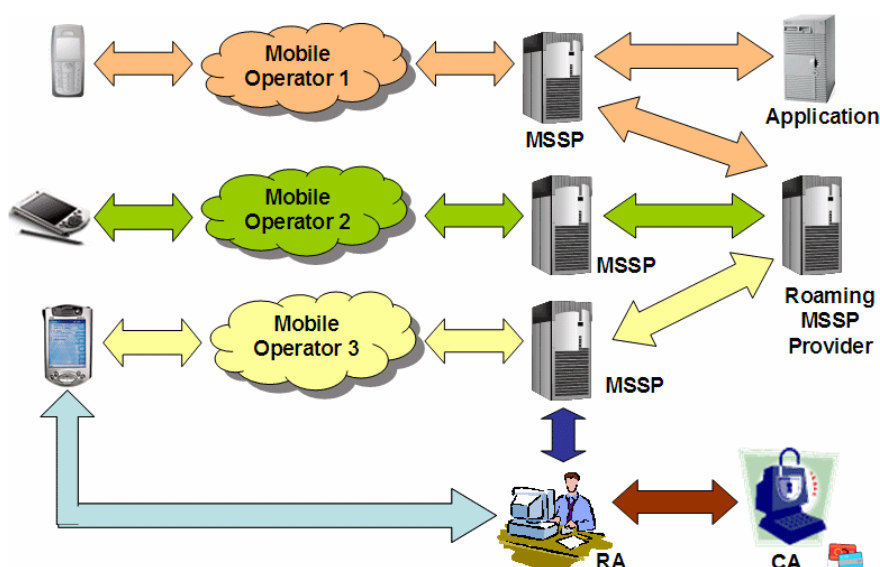 Mobile
Operator 1
MSSP
Application
Mobile
Operator 2
MSSP
Roaming
MSSP
Provider
Mobile
Operator 3
MSSP
RA
CA